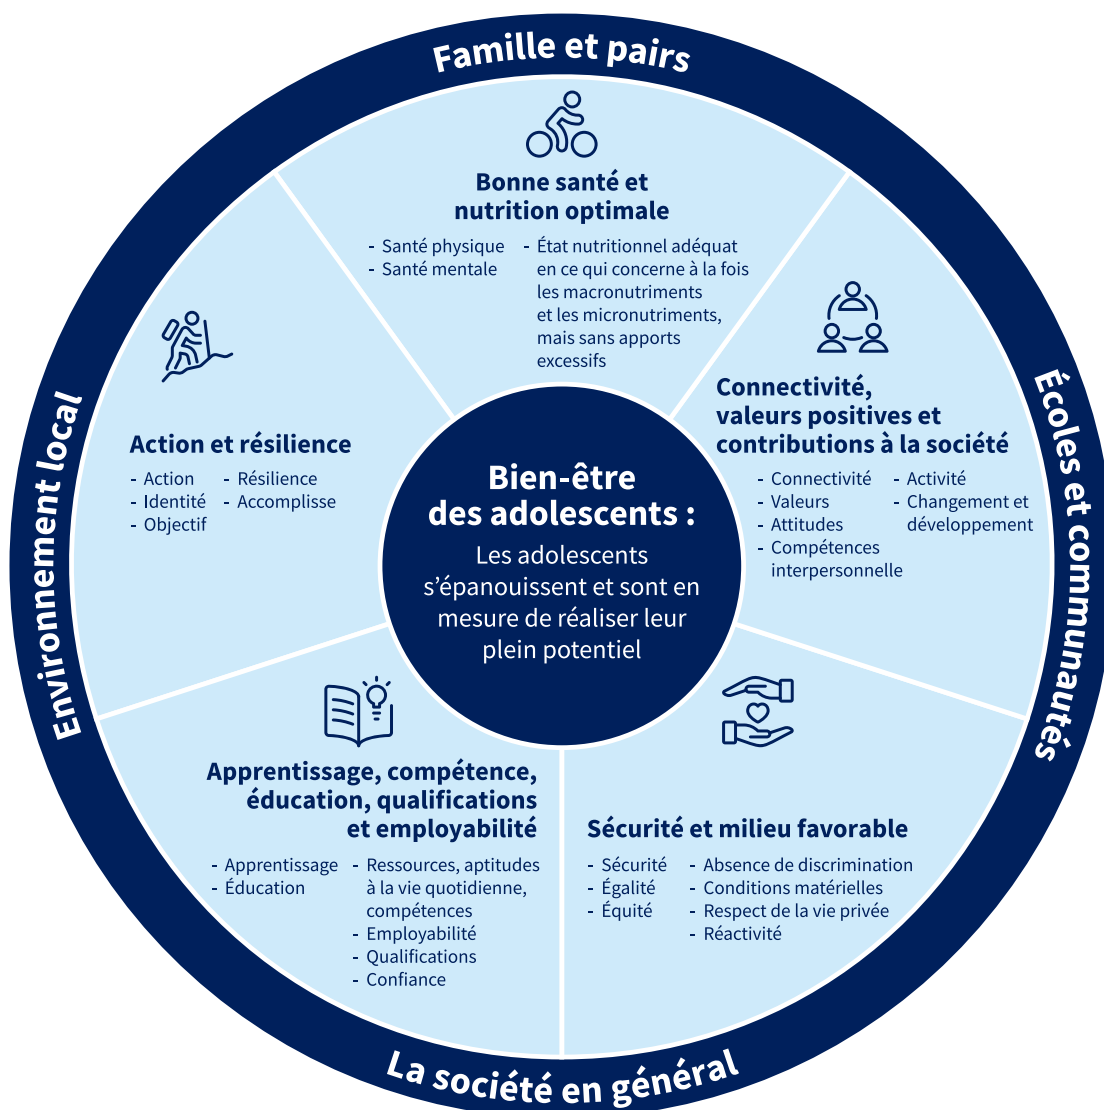 Famille et pairs
Bonne santé et
nutrition optimale
- Santé physique
- Santé mentale
- État nutritionnel adéquat
en ce qui concerne à la fois
les macronutriments
et les micronutriments,
mais sans apports
excessifs
Connectivité,
valeurs positives et
contributions à la société
- Connectivité
- Valeurs
- Attitudes
- Compétences
interpersonnelle
- Activité
- Changement et
développement
Écoles et communautés
Action et résilience
- Action
- Identité
- Objectif
- Résilience
- Accomplisse
Environnement local
Bien-être
des adolescents :
Les adolescents
s’épanouissent et sont en
mesure de réaliser leur
plein potentiel
Apprentissage, compétence,
éducation, qualifications
et employabilité
- Apprentissage
- Éducation
- Ressources, aptitudes
à la vie quotidienne,
compétences
- Employabilité
- Qualifications
- Confiance
Sécurité et milieu favorable
- Sécurité
- Égalité
- Équité
- Absence de discrimination
- Conditions matérielles
- Respect de la vie privée
- Réactivité
La société en général